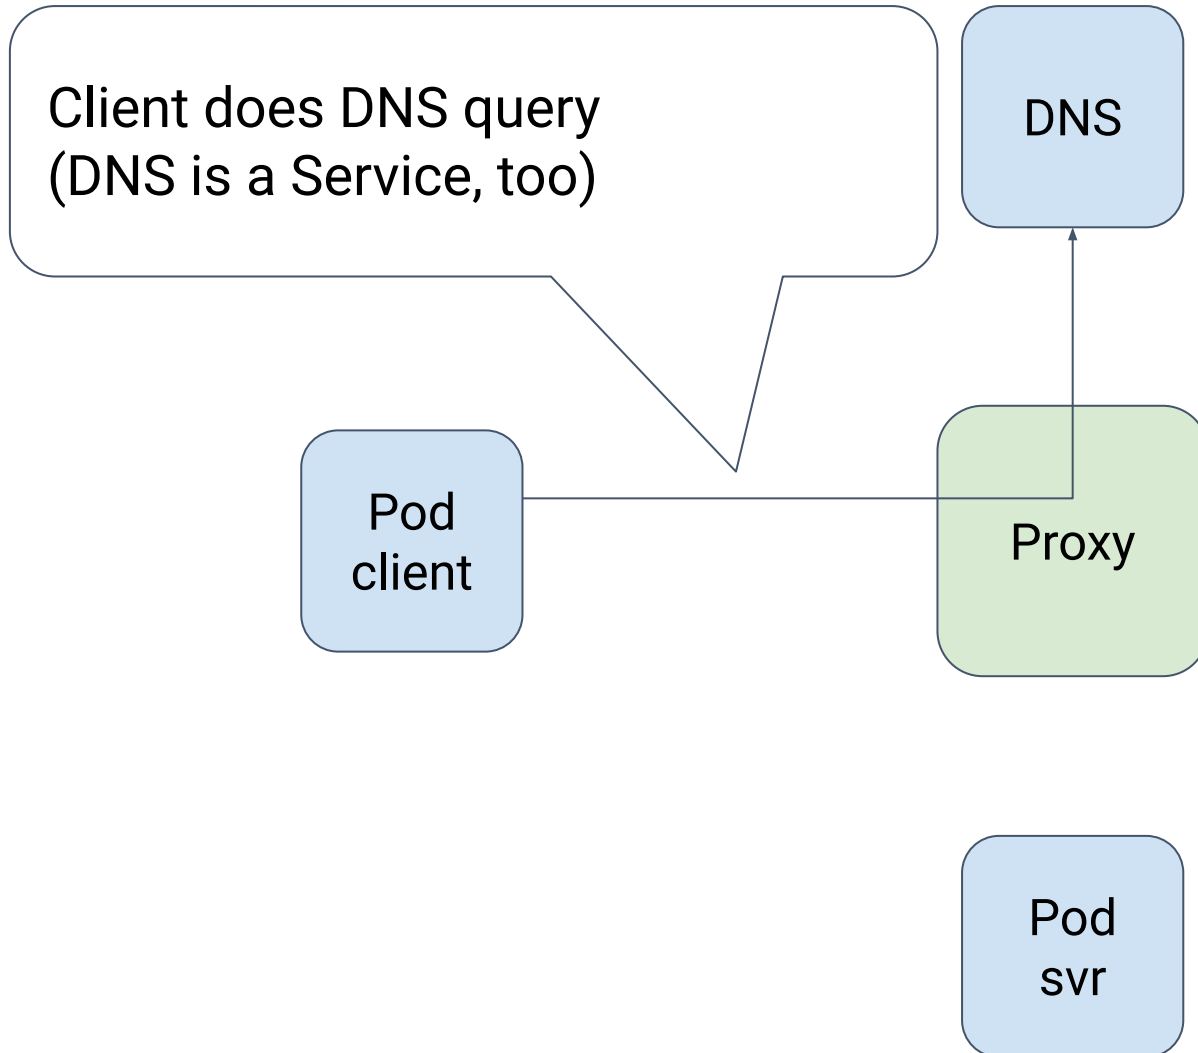 Client does DNS query
(DNS is a Service, too)
DNS
Pod
client
Proxy
Pod
svr